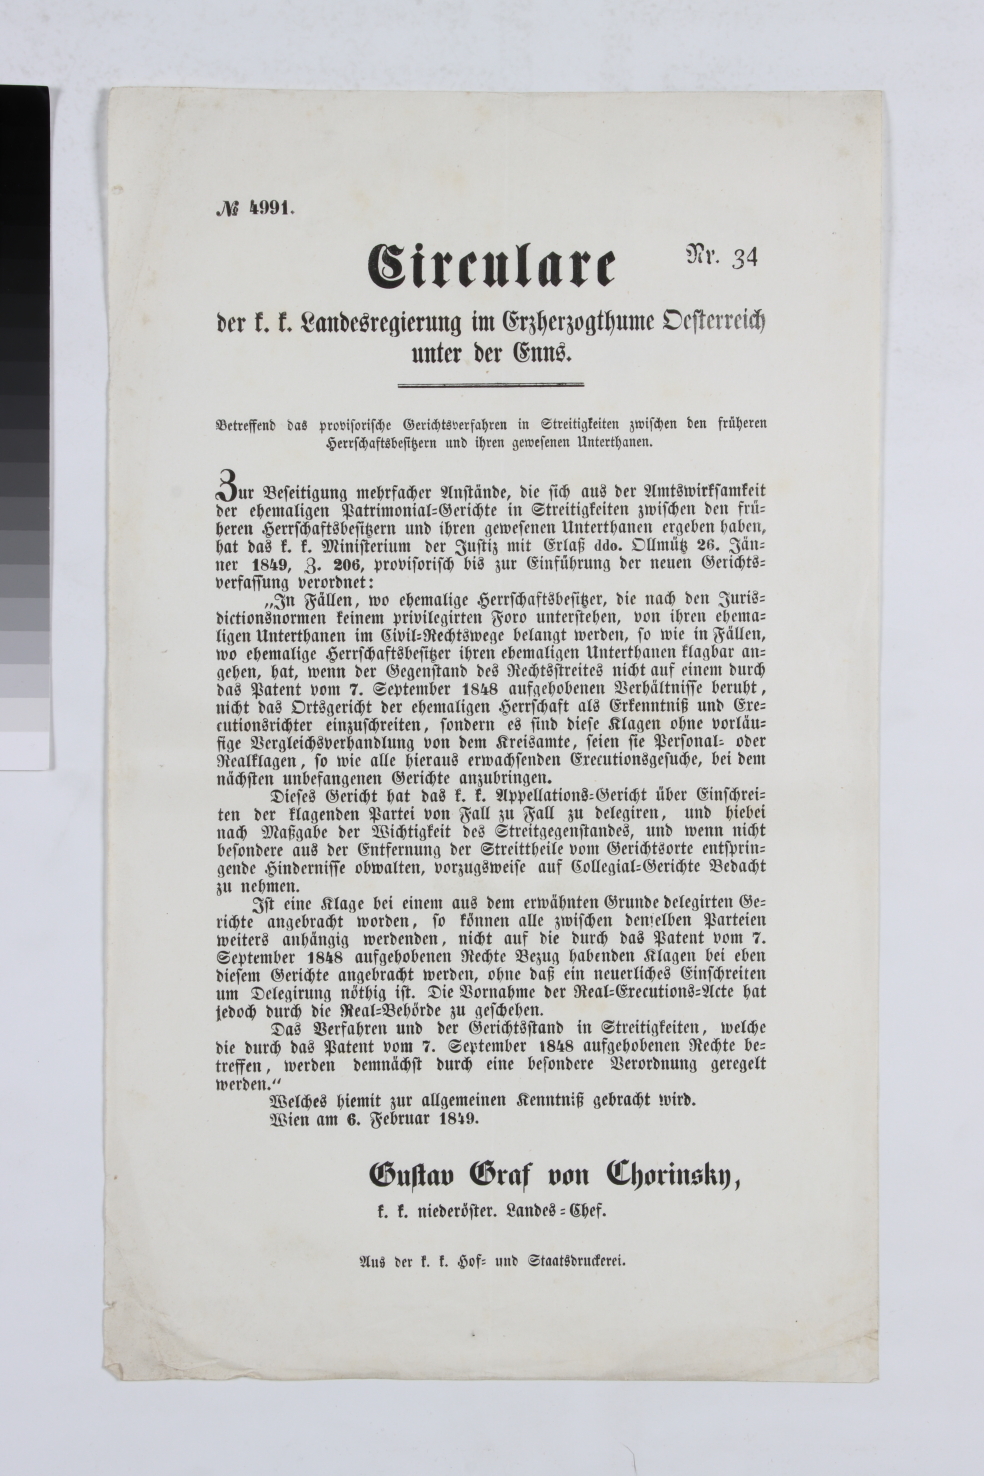 № 4991.
Circulare
Nr. 34
der k. k. Landesregierung im Erzherzogthume Oesterreich
unter der Enns.
Betreffend das provisorische Gerichtsverfahren in Streitigkeiten zwischen den früheren
Herrschaftsbesitzern und ihren gewesenen Unterthanen.
Zur Beseitigung mehrfacher Anstände, die sich aus der Amtswirksamkeit
der ehemaligen Patrimonial-Gerichte in Streitigkeiten zwischen den frü-
heren Herrschaftsbesitzern und ihren gewesenen Unterthanen ergeben haben,
hat das k. k. Ministerium der Justiz mit Erlaß ddo. Ollmütz 26. Jän-
ner 1849, Z. 206, provisorisch bis zur Einführung der neuen Gerichts-
verfassung verordnet:
„In Fällen, wo ehemalige Herrschaftsbesitzer, die nach den Juris-
dictionsnormen keinem privilegirten Foro unterstehen, von ihren ehema-
ligen Unterthanen im Civil-Rechtswege belangt werden, so wie in Fällen,
wo ehemalige Herrschaftsbesitzer ihren ehemaligen Unterthanen klagbar an-
gehen, hat, wenn der Gegenstand des Rechtsstreites nicht auf einem durch
das Patent vom 7. September 1848 aufgehobenen Verhältnisse beruht,
nicht das Ortsgericht der ehemaligen Herrschaft als Erkenntniß und Exe-
cutionsrichter einzuschreiten, sondern es sind diese Klagen ohne vorläu-
fige Vergleichsverhandlung von dem Kreisamte, seien sie Personal- oder
Realklagen, so wie alle hieraus erwachsenden Executionsgesuche, bei dem
nächsten unbefangenen Gerichte anzubringen.
Dieses Gericht hat das k. k. Appellations-Gericht über Einschrei-
ten der klagenden Partei von Fall zu Fall zu delegiren, und hiebei
nach Maßgabe der Wichtigkeit des Streitgegenstandes, und wenn nicht
besondere aus der Entfernung der Streittheile vom Gerichtsorte entsprin-
gende Hindernisse obwalten, vorzugsweise auf Collegial-Gerichte Bedacht
zu nehmen.
Ist eine Klage bei einem aus dem erwähnten Grunde delegirten Ge-
richte angebracht worden, so können alle zwischen denselben Parteien
weiters anhängig werdenden, nicht auf die durch das Patent vom 7.
September 1848 aufgehobenen Rechte Bezug habenden Klagen bei eben
diesem Gerichte angebracht werden, ohne daß ein neuerliches Einschreiten
um Delegirung nöthig ist. Die Vornahme der Real-Executions-Acte hat
jedoch durch die Real-Behörde zu geschehen.
Das Verfahren und der Gerichtsstand in Streitigkeiten, welche
die durch das Patent vom 7. September 1848 aufgehobenen Rechte be-
treffen, werden demnächst durch eine besondere Verordnung geregelt
werden.“
Welches hiemit zur allgemeinen Kenntniß gebracht wird.
Wien am 6. Februar 1849.
Gustav Graf von Chorinsky,
k. k. niederöster. Landes-Chef.
Aus der k. k. Hof- und Staatsdruckerei.